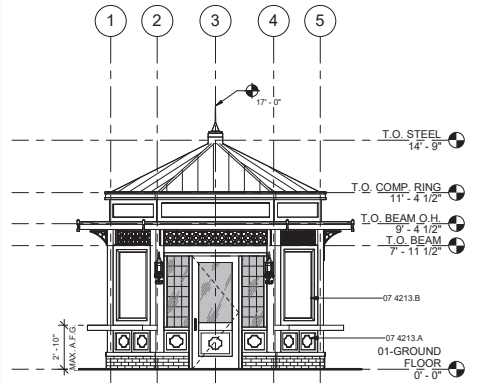 1 2 3 4 5
17' - 0"
T.O. STEEL
14' - 9"
T.O. COMP. RING
11' - 4 1/2"
T.O. BEAM O.H.
9' - 4 1/2"
T.O. BEAM
7' - 11 1/2"
07 4213.B
2' - 10"
MAX. A.F.G.
07 4213.A
01-GROUND
FLOOR
0' - 0"